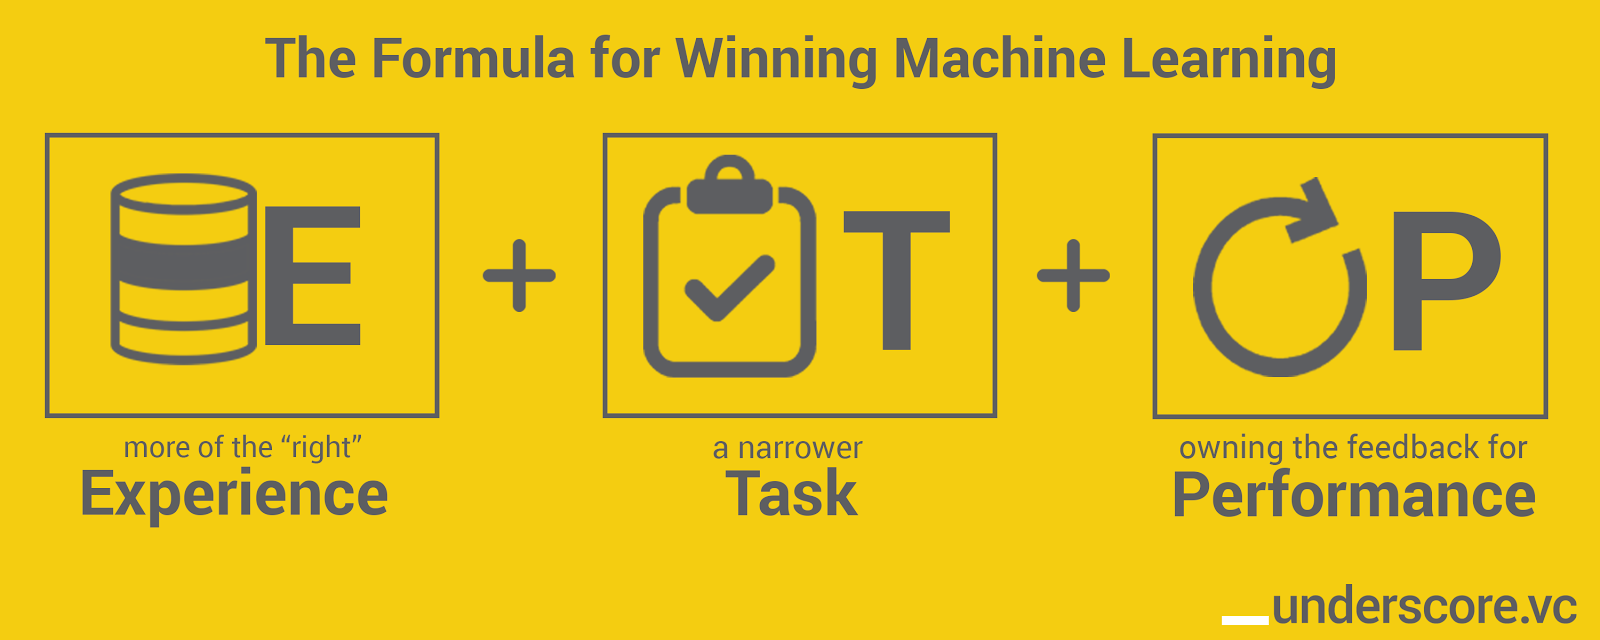 The Formula for Winning Machine Learning
E + T + P
more of the “right”
Experience
a narrower
Task
owning the feedback for
Performance
_underscore.vc